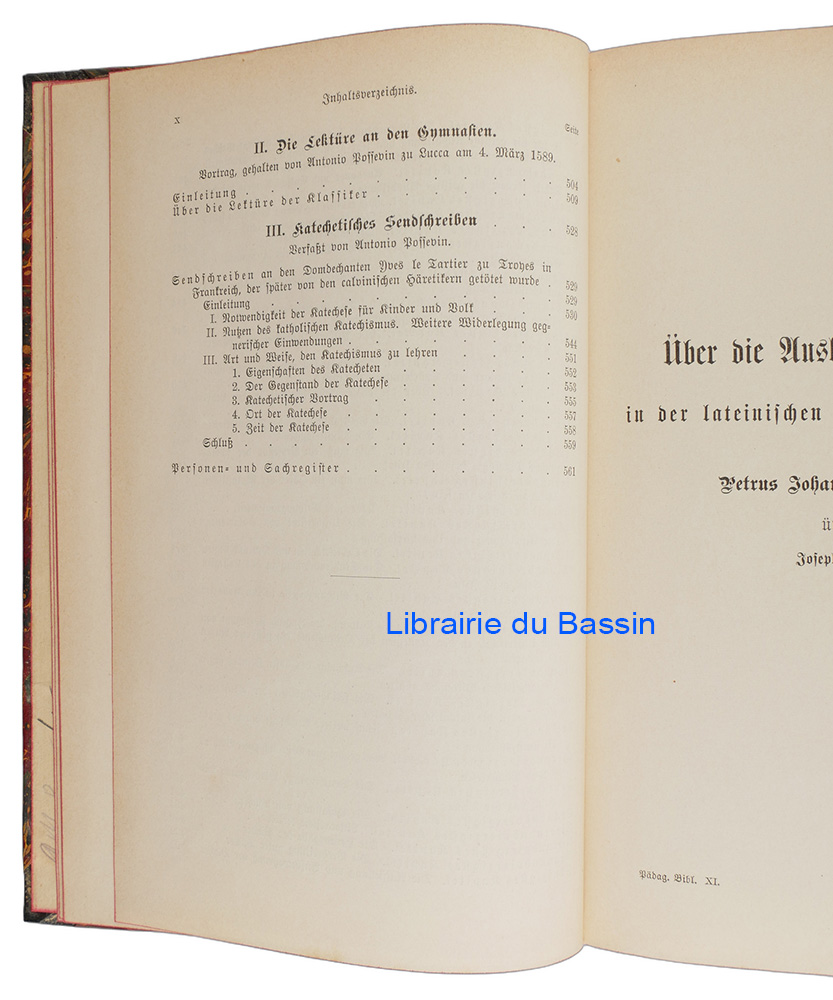 Inhaltsverzeichnis.
X
Seite
II. Die Lektüre an den Gymnasien.
Vortrag, gehalten von Antonio Possevin zu Lucca am 4. März 1589.
Einleitung . . . . . . . . . . . 504
Über die Lektüre der Klassiker . . . . . . . 509
III. Katechetisches Sendschreiben . . . 528
Verfaßt von Antonio Possevin.
Sendschreiben an den Domdechanten Yves le Tartier zu Troyes in
Frankreich, der später von den calvinischen Häretikern getötet wurde . 529
Einleitung . . . . . . . . . . . 529
I. Notwendigkeit der Katechese für Kinder und Volk . . . . 530
II. Nutzen des katholischen Katechismus. Weitere Widerlegung geg-
nerischer Einwendungen . . . . . . . . 544
III. Art und Weise, den Katechismus zu lehren . . . . 551
1. Eigenschaften des Katecheten . . . . . . 552
2. Der Gegenstand der Katechese . . . . . . 553
3. Katechetischer Vortrag . . . . . . . 555
4. Ort der Katechese . . . . . . . . 557
5. Zeit der Katechese . . . . . . . . 558
Schluß . . . . . . . . . . . . 559
Personen- und Sachregister . . . . . . . . 561
Über die Aus
in der lateinischen
Petrus Johan
ü
Josep
Pädag. Bibl. XI.
Librairie du Bassin